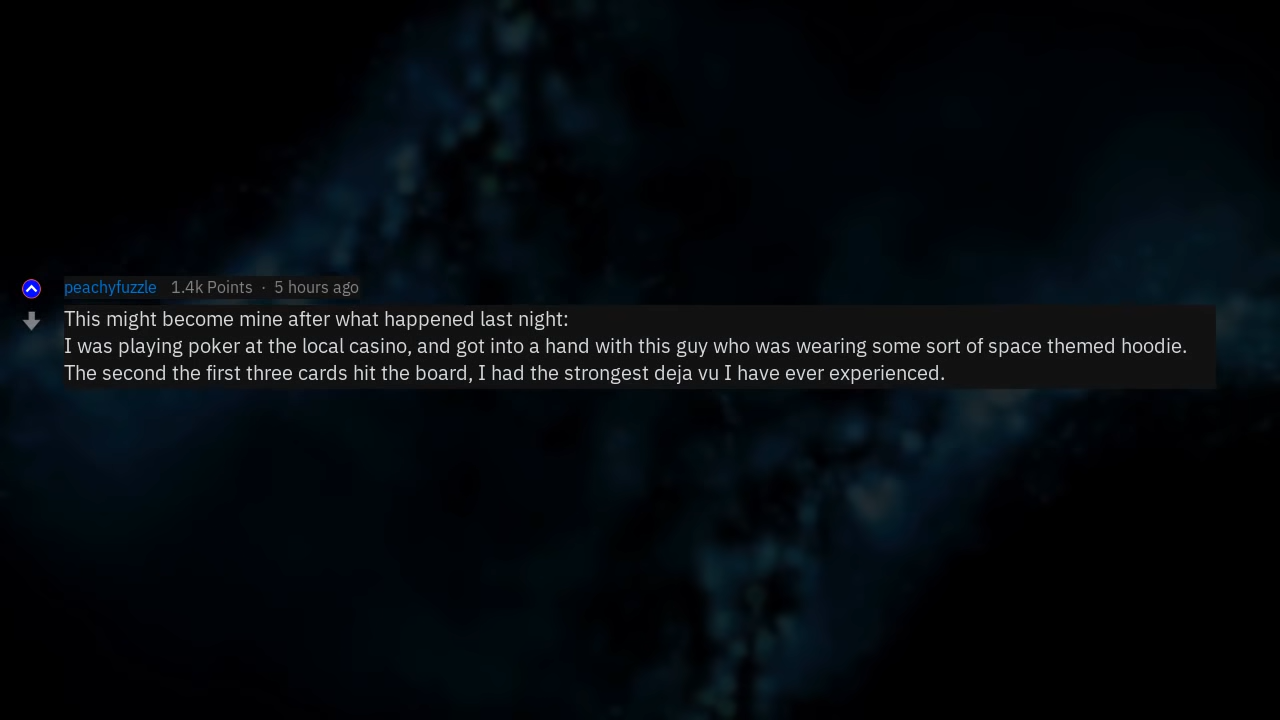 peachyfuzzle 1.4k Points · 5 hours ago
This might become mine after what happened last night:
I was playing poker at the local casino, and got into a hand with this guy who was wearing some sort of space themed hoodie.
The second the first three cards hit the board, I had the strongest deja vu I have ever experienced.